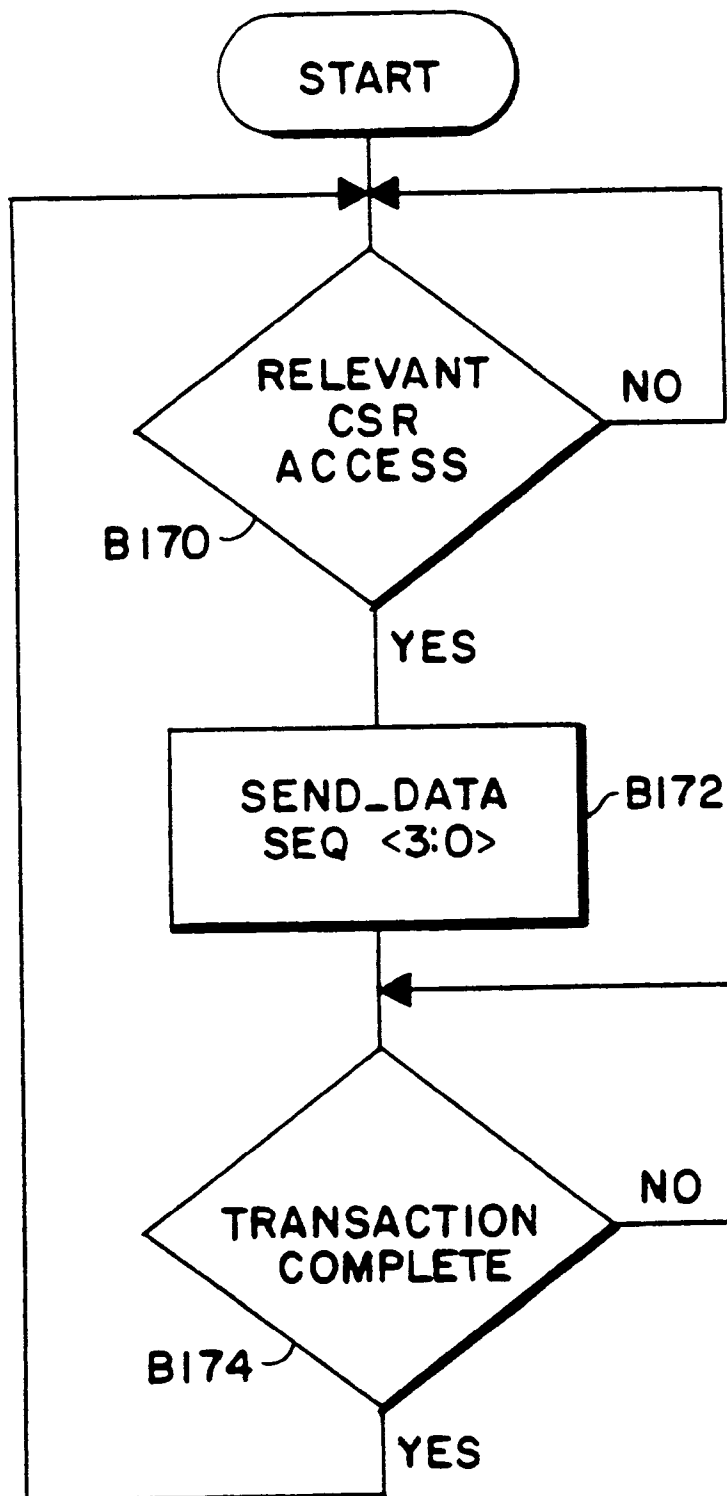 START
RELEVANT
CSR
ACCESS
NO
B170
YES
SEND_DATA
SEQ <3:0>
B172
NO
TRANSACTION
COMPLETE
B174
YES